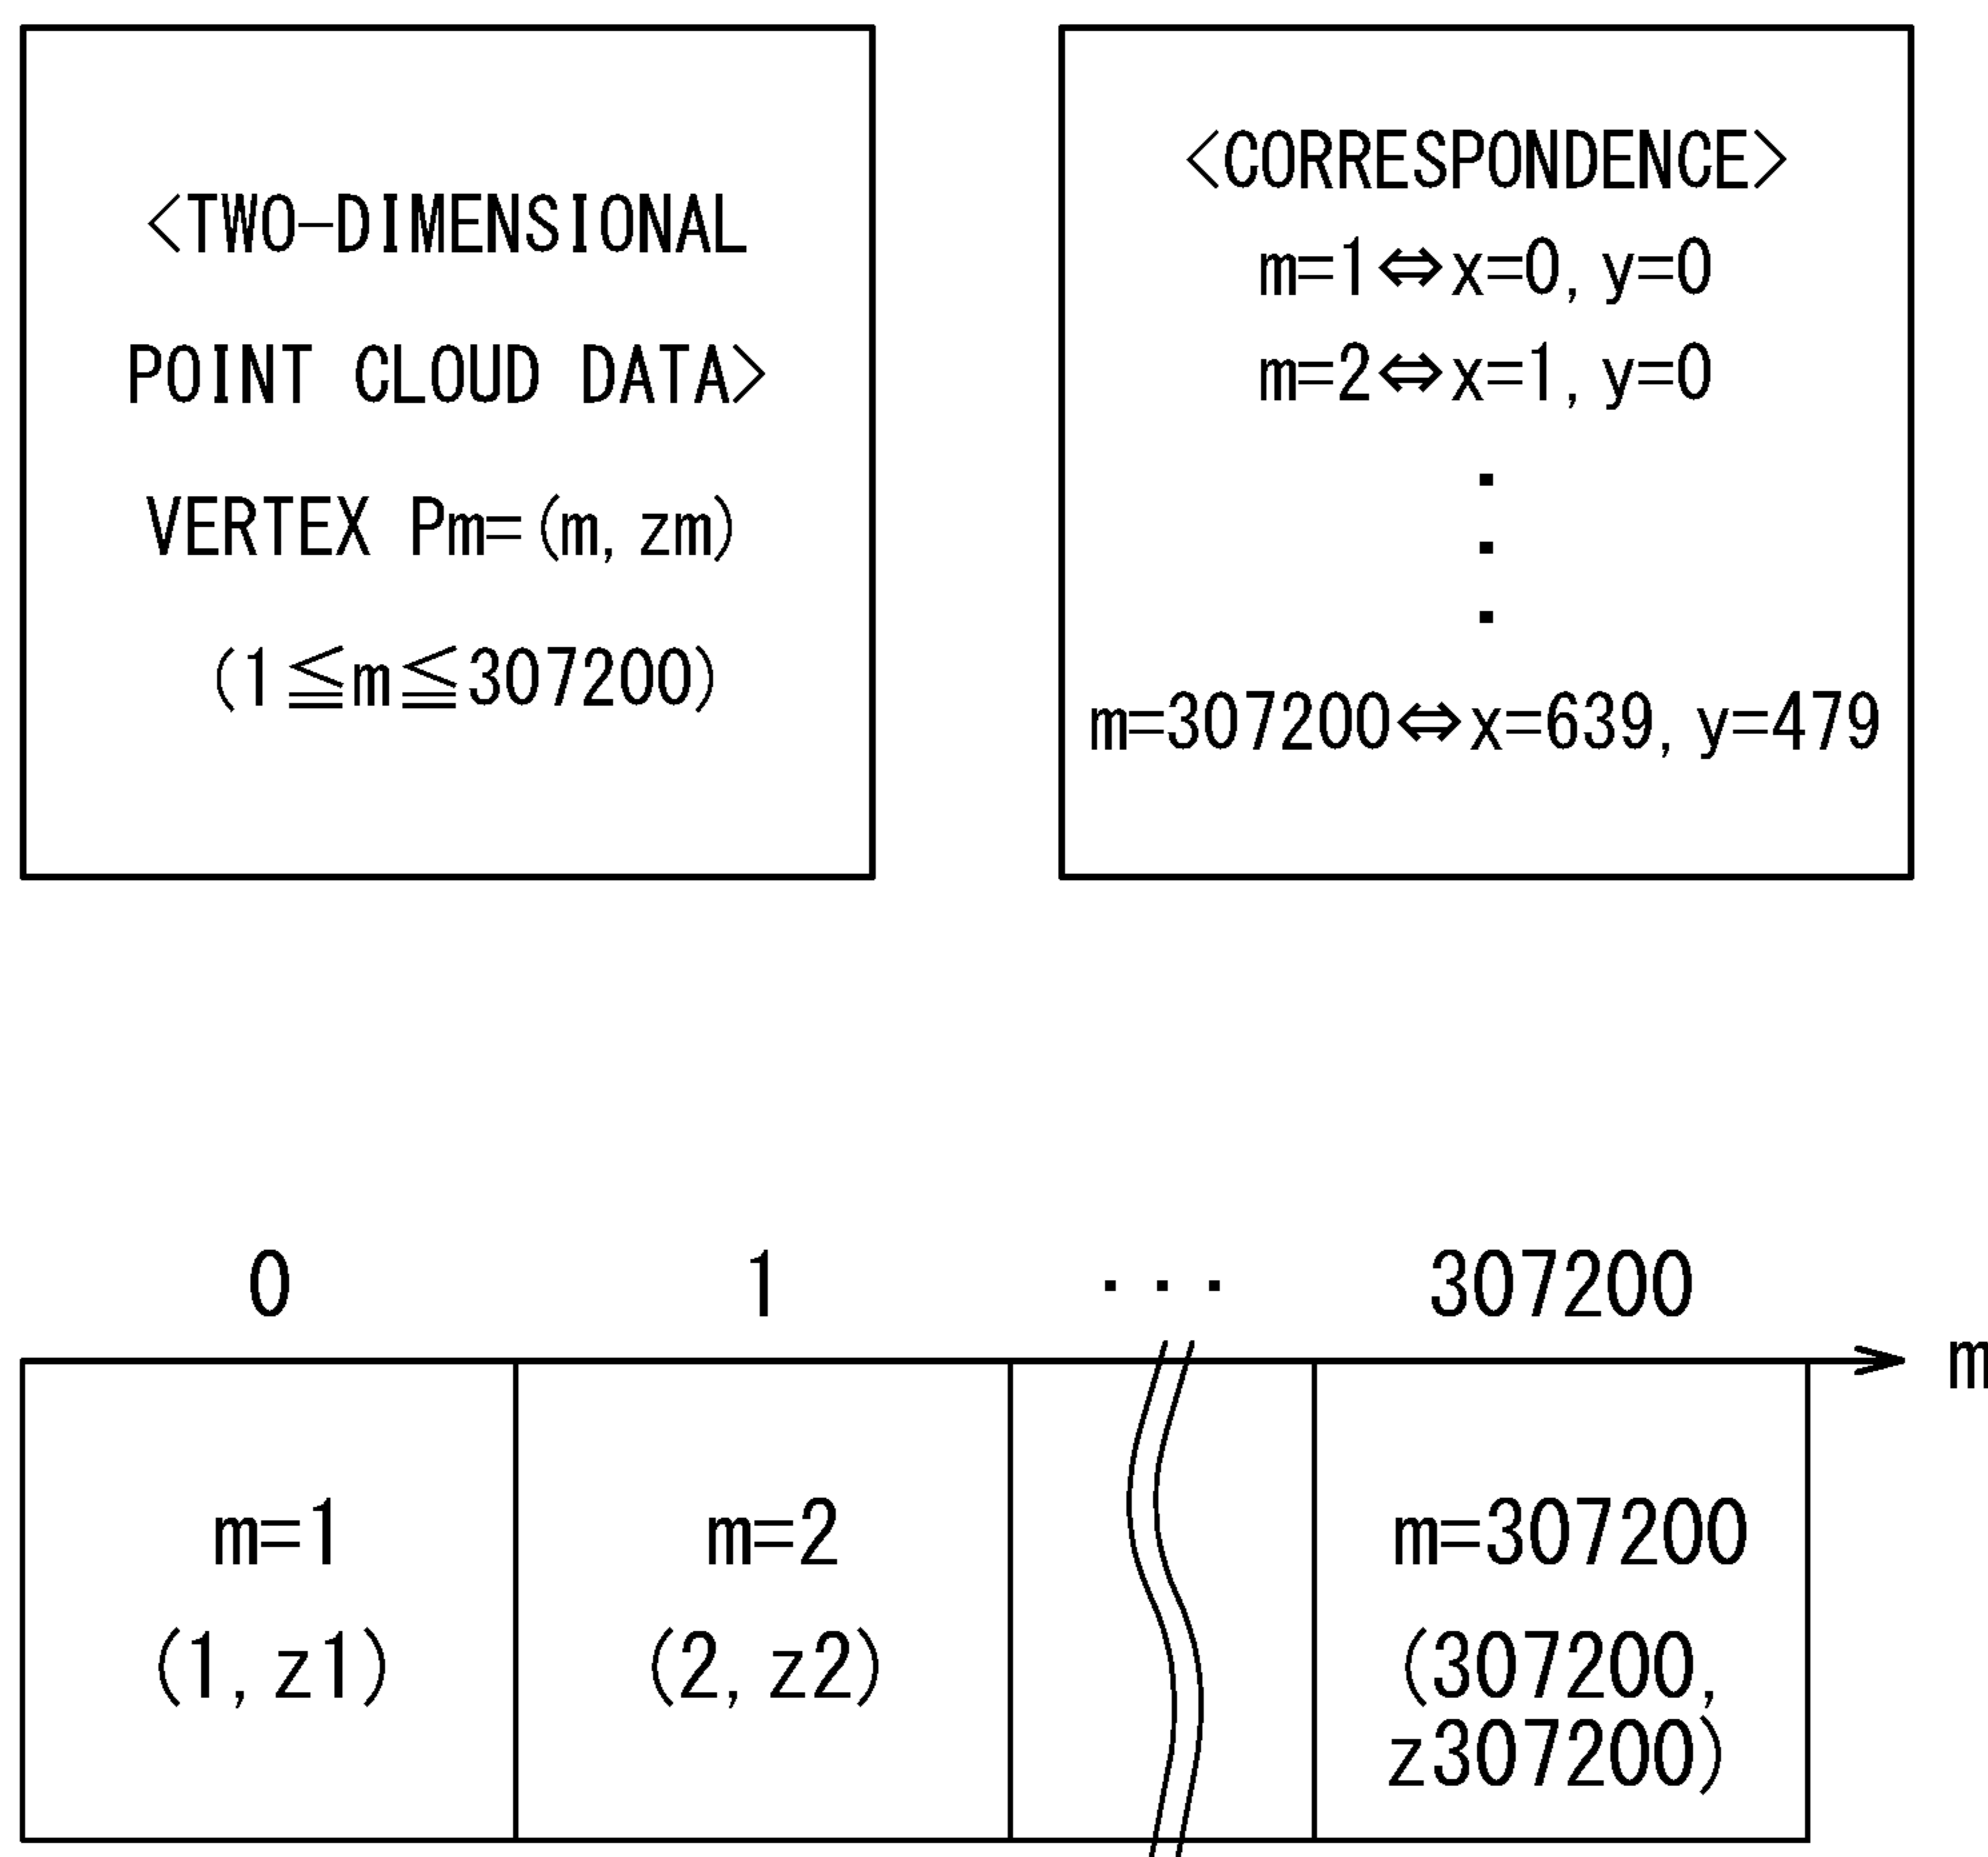 <TWO-DIMENSIONAL
POINT CLOUD DATA>
VERTEX Pm=(m, zm)
(1≦m≦307200)
<CORRESPONDENCE>
m=1⇔x=0, y=0
m=2⇔x=1, y=0
.
.
.
m=307200⇔x=639, y=479
0 1 ... 307200
m
m=1 m=2 m=307200
(1, z1) (2, z2) (307200,
z307200)